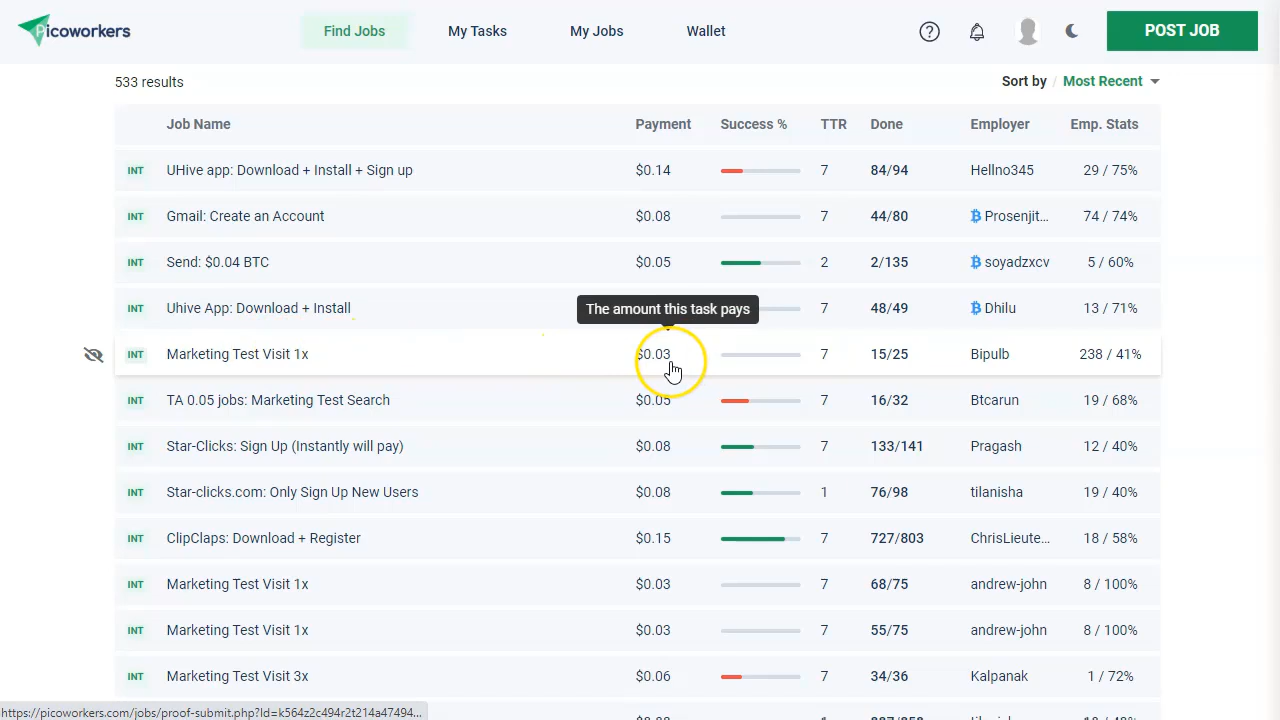 Picoworkers Find Jobs My Tasks My Jobs Wallet ? POST JOB
533 results Sort by / Most Recent
Job Name Payment Success % TTR Done Employer Emp. Stats
INT UHive app: Download + Install + Sign up $0.14 7 84/94 Hellno345 29 / 75%
INT Gmail: Create an Account $0.08 7 44/80 Prosenjit... 74 / 74%
INT Send: $0.04 BTC $0.05 2 2/135 soyadzxcv 5 / 60%
INT Uhive App: Download + Install The amount this task pays 7 48/49 Dhilu 13 / 71%
INT Marketing Test Visit 1x $0.03 7 15/25 Bipulb 238 / 41%
INT TA 0.05 jobs: Marketing Test Search $0.05 7 16/32 Btcarun 19 / 68%
INT Star-Clicks: Sign Up (Instantly will pay) $0.08 7 133/141 Pragash 12 / 40%
INT Star-clicks.com: Only Sign Up New Users $0.08 1 76/98 tilanisha 19 / 40%
INT ClipClaps: Download + Register $0.15 7 727/803 ChrisLieute... 18 / 58%
INT Marketing Test Visit 1x $0.03 7 68/75 andrew-john 8 / 100%
INT Marketing Test Visit 1x $0.03 7 55/75 andrew-john 8 / 100%
INT Marketing Test Visit 3x $0.06 7 34/36 Kalpanak 1 / 72%
https://picoworkers.com/jobs/proof-submit.php?Id=k564z2c494r2t214a47494...